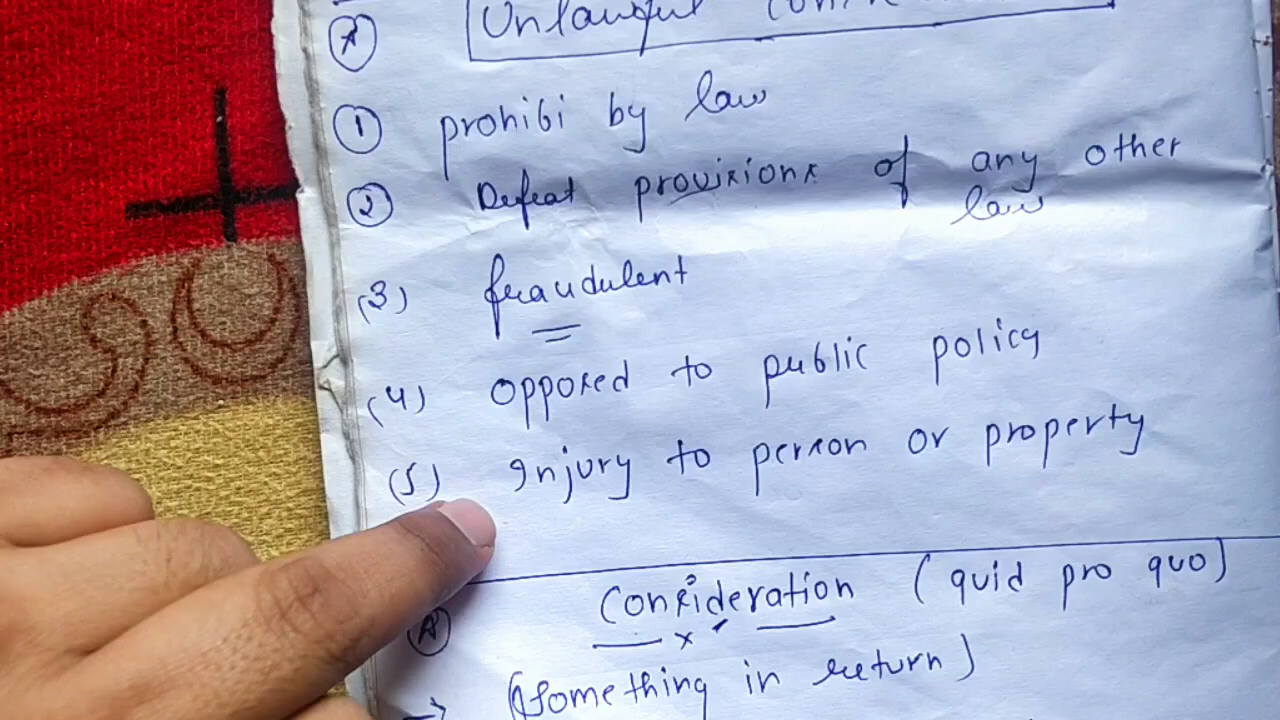 Unlawful
① prohibi by law
② Defeat provisions of any other
law
(3) fraudulent
(4) opposed to public policy
(5) Injury to person or property
Consideration (quid pro quo)
→ (something in return)